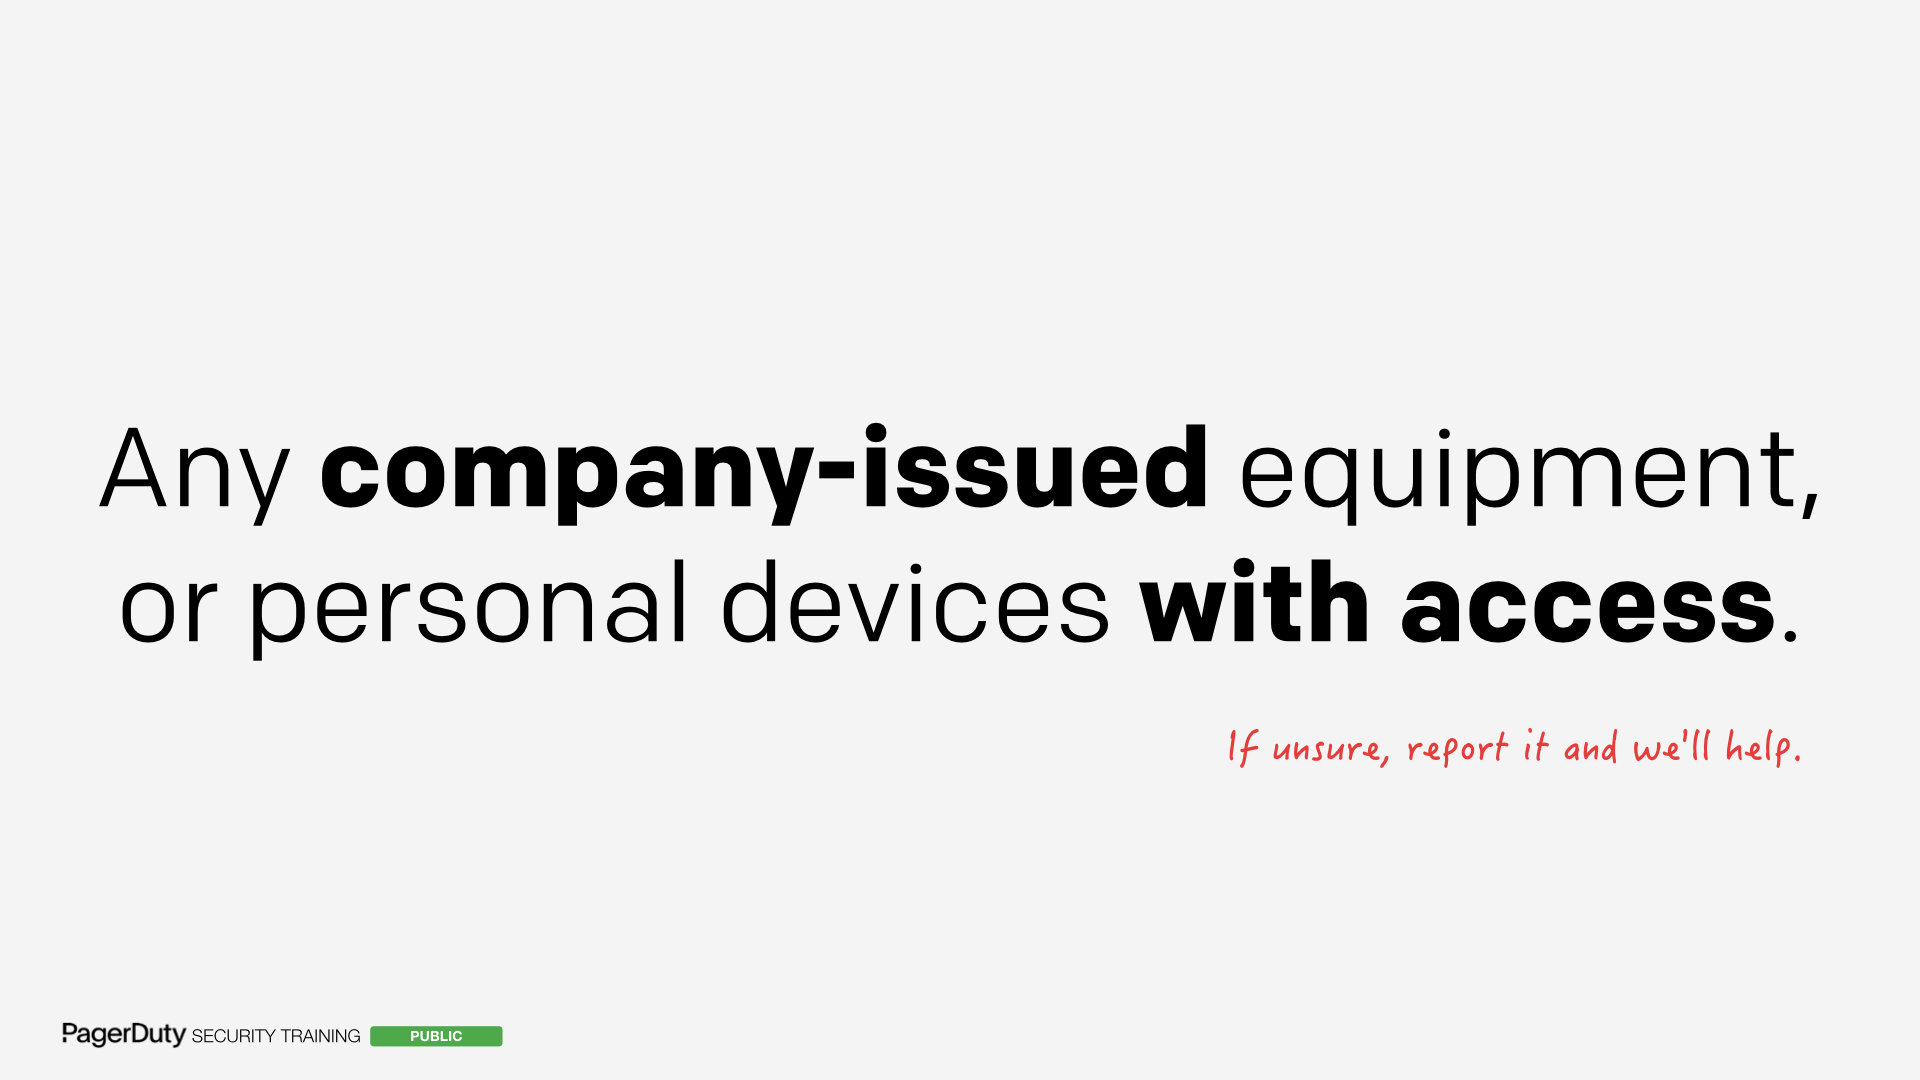 Any company-issued equipment,
or personal devices with access.
If unsure, report it and we'll help.
PagerDuty SECURITY TRAINING PUBLIC